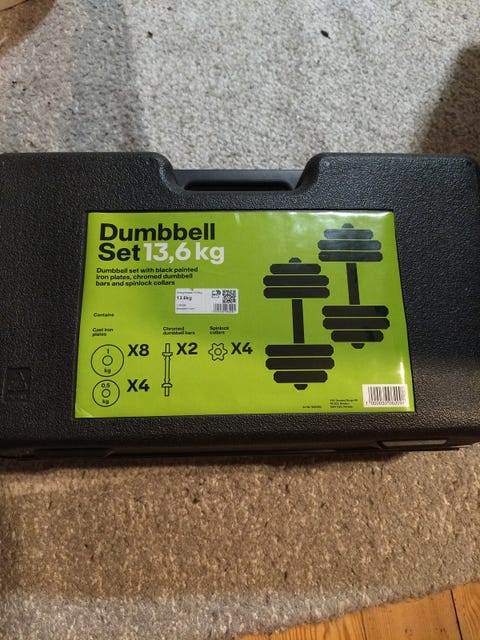 Dumbbell
Set 13,6 kg
Dumbbell set with black painted
iron plates, chromed dumbbell
bars and spinlock collars
13.6kg
Contains
Cast iron
plates
Chromed
dumbbell bars
Spinlock
collars
1
kg
X8
X2
X4
0,5
kg
X4